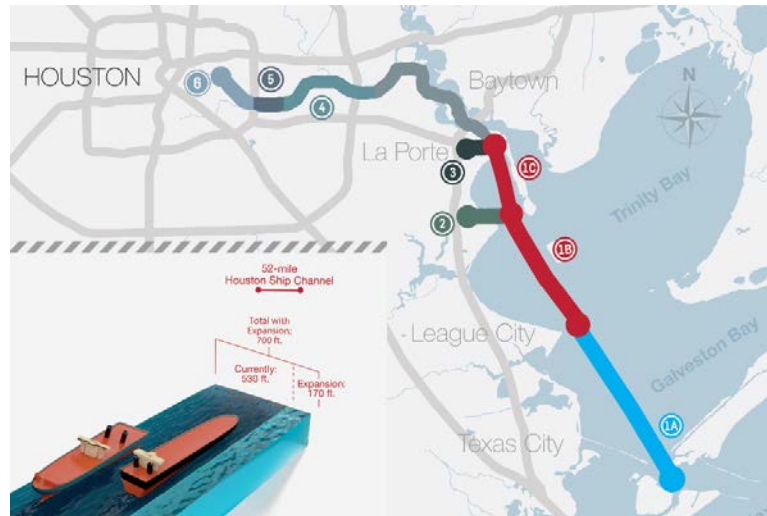 HOUSTON
6
5
4
Baytown
N
La Porte
3
1C
Trinity Bay
2
1B
52-mile
Houston Ship Channel
Total with
Expansion:
700 ft.
Currently:
530 ft.
Expansion:
170 ft.
League City
Galveston Bay
Texas City
1A